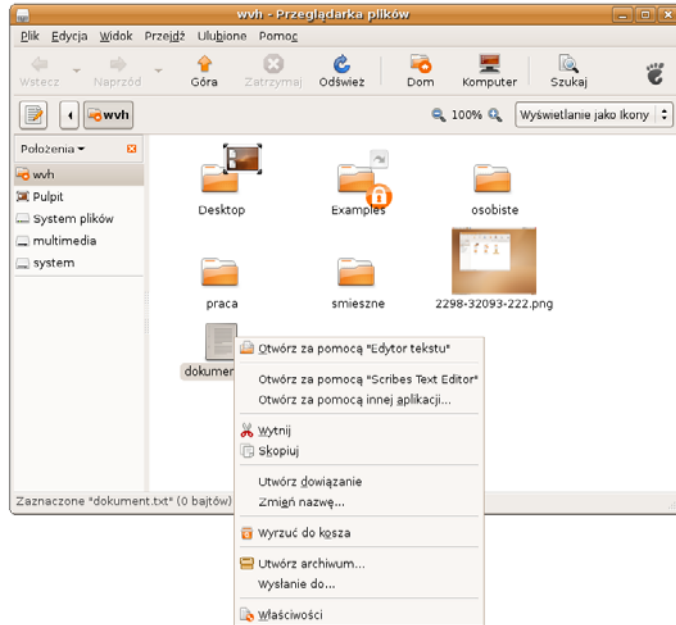 wvh - Przeglądarka plików
Plik Edycja Widok Przejdź Ulubione Pomoc
Wstecz Naprzód Góra Zatrzymaj Odśwież Dom Komputer Szukaj
wvh 100% Wyświetlanie jako Ikony
Położenia
wvh
Pulpit
System plików
multimedia
system
Desktop Examples osobiste
praca smieszne 2298-32093-222.png
Otwórz za pomocą "Edytor tekstu"
Otwórz za pomocą "Scribes Text Editor"
Otwórz za pomocą innej aplikacji...
Wytnij
Skopiuj
Utwórz dowiązanie
Zmień nazwę...
Wyrzuć do kosza
Utwórz archiwum...
Wysłanie do...
Właściwości
Zaznaczone "dokument.txt" (0 bajtów)